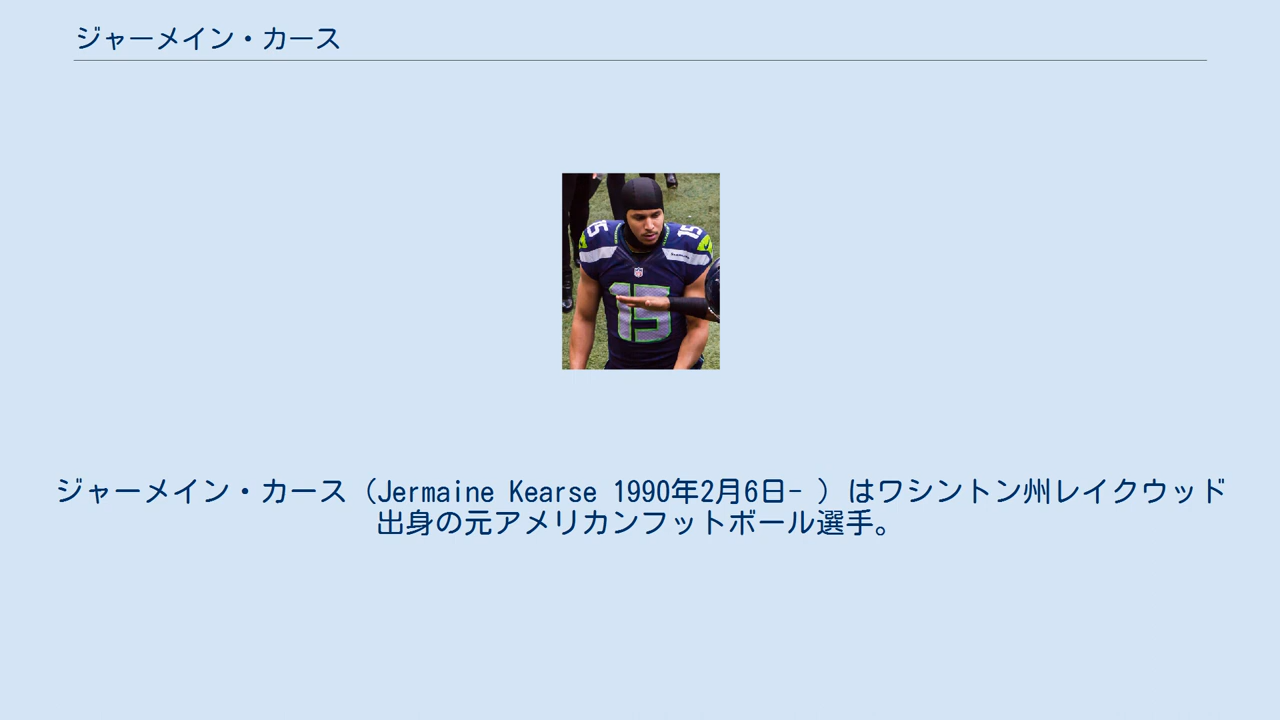 ジャーメイン・カース
15
15
15
ジャーメイン・カース（Jermaine Kearse 1990年2月6日- ）はワシントン州レイクウッド
出身の元アメリカンフットボール選手。